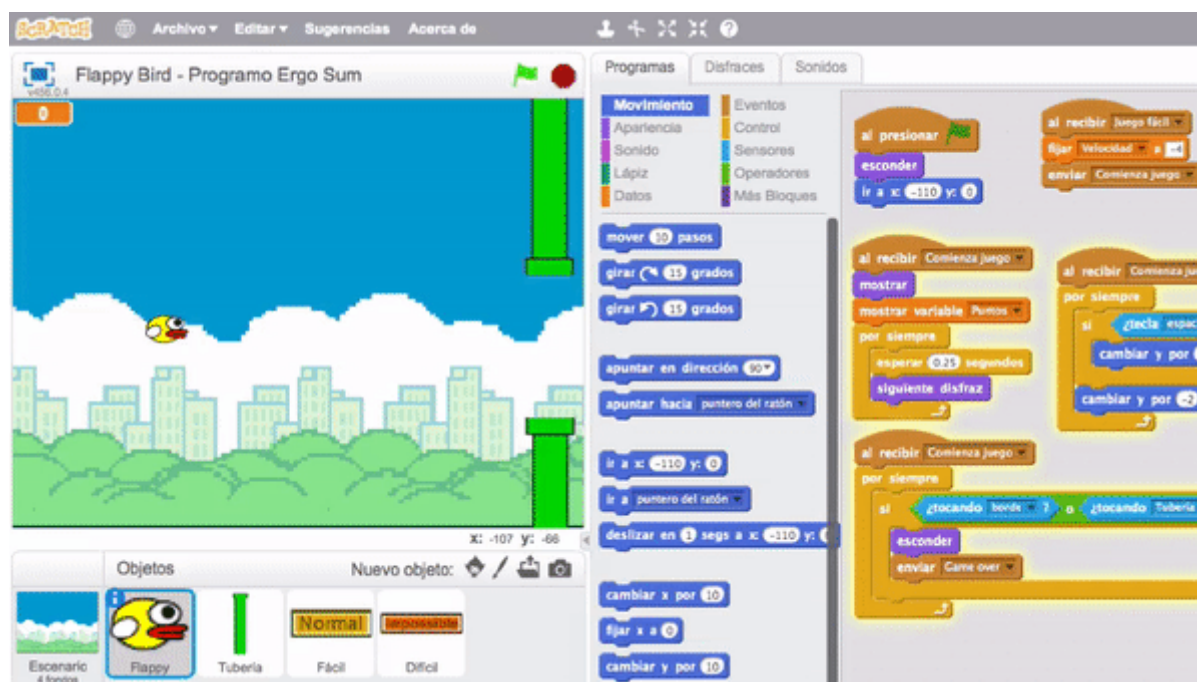 SCRATCH Archivo Editar Sugerencias Acerca de
Flappy Bird - Programo Ergo Sum
v456.0.4
0
X: -107 y: -66
Objetos Nuevo objeto:
Escenario
4 fondos
Flappy
Tubería
Normal
Fácil
Impossible
Difícil
Programas Disfraces Sonidos
Movimiento Eventos
Apariencia Control
Sonido Sensores
Lápiz Operadores
Datos Más Bloques
mover 10 pasos
girar 15 grados
girar 15 grados
apuntar en dirección 90
apuntar hacia puntero del ratón
ir a x: -110 y: 0
ir a puntero del ratón
deslizar en 1 segs a x: -110 y:
cambiar x por 10
fijar x a 0
cambiar y por 10
al presionar
esconder
ir a x: -110 y: 0
al recibir Juego fácil
fijar Velocidad a -4
enviar Comienza juego
al recibir Comienza juego
mostrar
mostrar variable Puntos
por siempre
esperar 0.25 segundos
siguiente disfraz
al recibir Comienza
por siempre
si ¿tecla
cambiar y por
cambiar y por -2
al recibir Comienza juego
por siempre
si ¿tocando borde ? o ¿tocando Tubería
esconder
enviar Game over